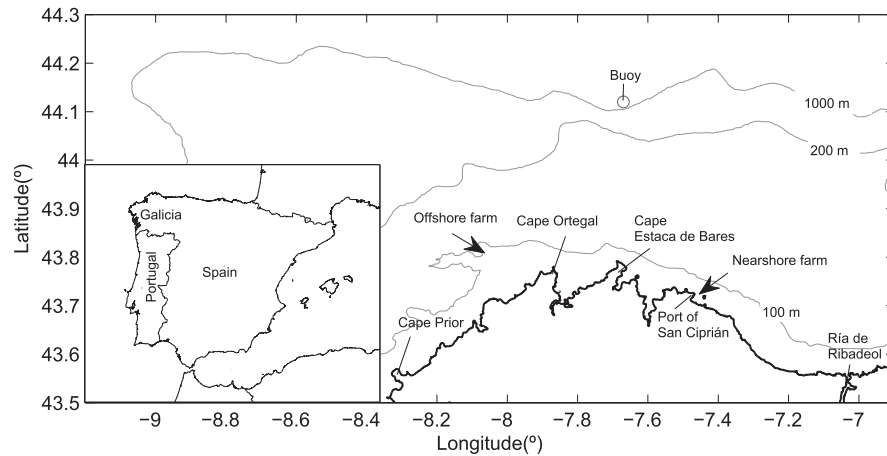 44.3
44.2
44.1
44
43.9
43.8
43.7
43.6
43.5
Latitude(º)
Buoy
1000 m
200 m
Galicia
Portugal
Spain
Offshore farm
Cape Ortegal
Cape
Estaca de Bares
Nearshore farm
Cape Prior
Port of
San Ciprián
100 m
Ría de
Ribadeol
−9
−8.8
−8.6
−8.4
−8.2
−8
−7.8
−7.6
−7.4
−7.2
−7
Longitude(º)